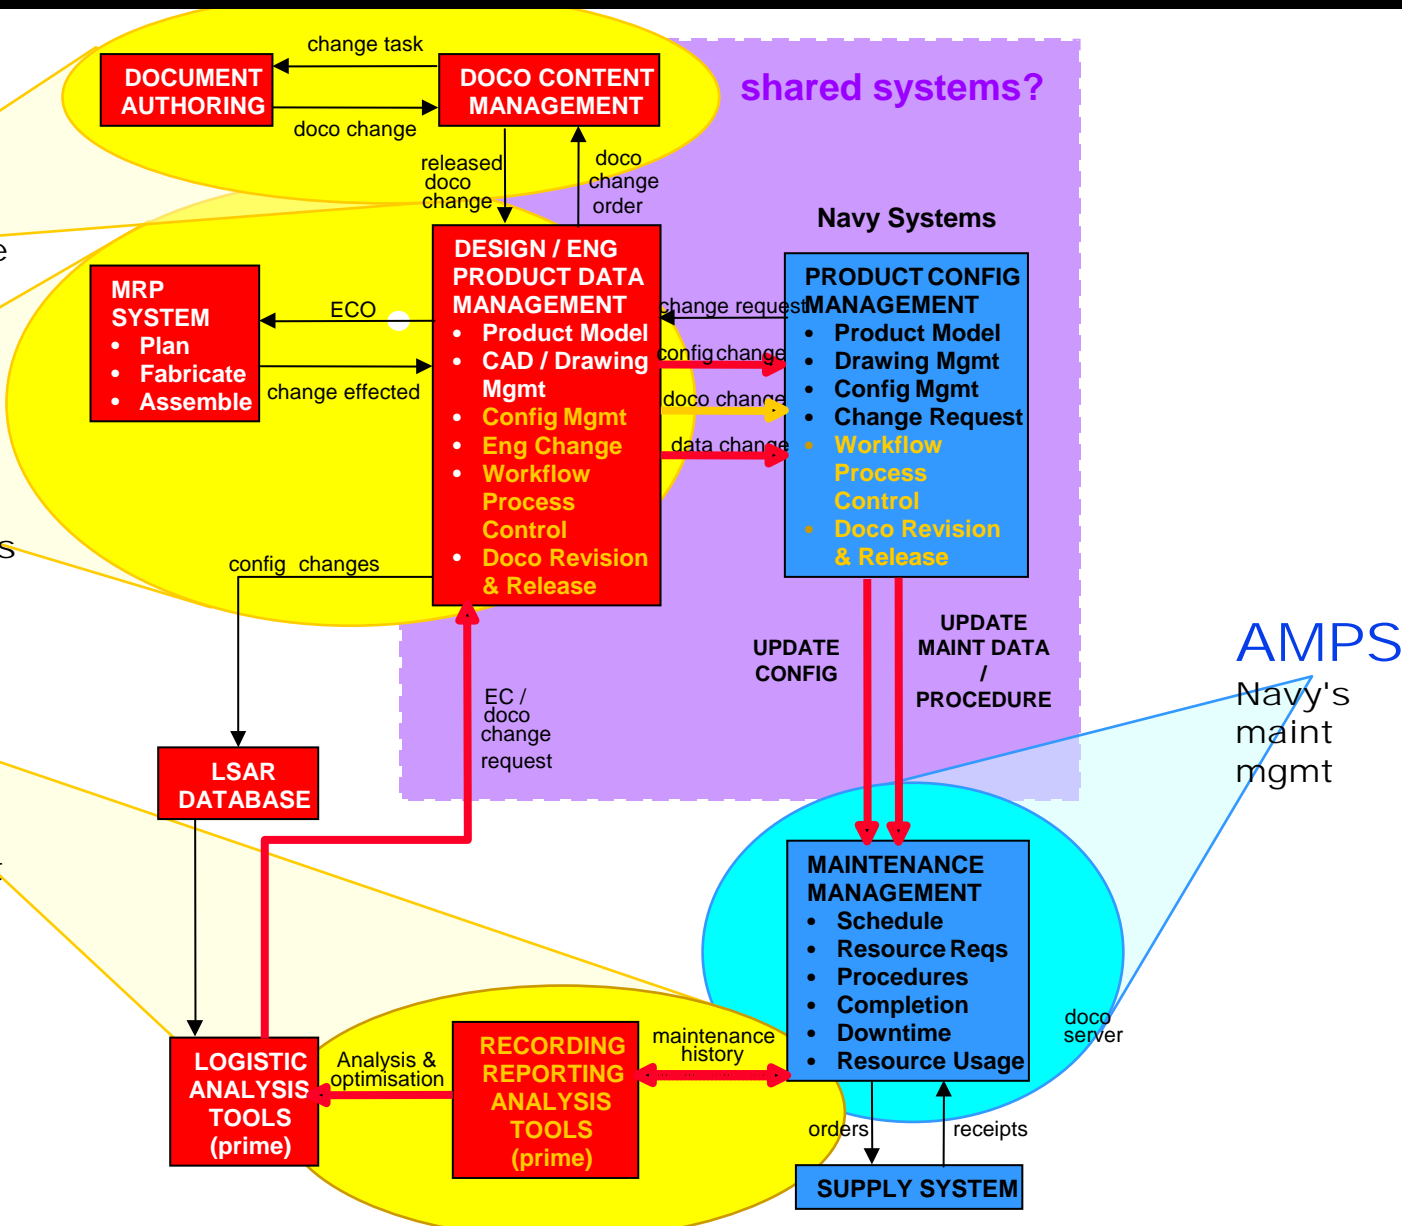 change task
DOCUMENT
AUTHORING
DOCO CONTENT
MANAGEMENT
shared systems?
doco change
released
doco
change
doco
change
order
Navy Systems
e
MRP
SYSTEM
• Plan
• Fabricate
• Assemble
ECO
change effected
DESIGN / ENG
PRODUCT DATA
MANAGEMENT
• Product Model
• CAD / Drawing
Mgmt
• Config Mgmt
• Eng Change
• Workflow
Process
Control
• Doco Revision
& Release
change request
config change
doco change
data change
PRODUCT CONFIG
MANAGEMENT
• Product Model
• Drawing Mgmt
• Config Mgmt
• Change Request
• Workflow
Process
Control
• Doco Revision
& Release
s
config changes
UPDATE
CONFIG
UPDATE
MAINT DATA
/
PROCEDURE
AMPS
Navy's
maint
mgmt
EC /
doco
change
request
LSAR
DATABASE
MAINTENANCE
MANAGEMENT
• Schedule
• Resource Reqs
• Procedures
• Completion
• Downtime
• Resource Usage
doco
server
LOGISTIC
ANALYSIS
TOOLS
(prime)
Analysis &
optimisation
RECORDING
REPORTING
ANALYSIS
TOOLS
(prime)
maintenance
history
orders
receipts
SUPPLY SYSTEM